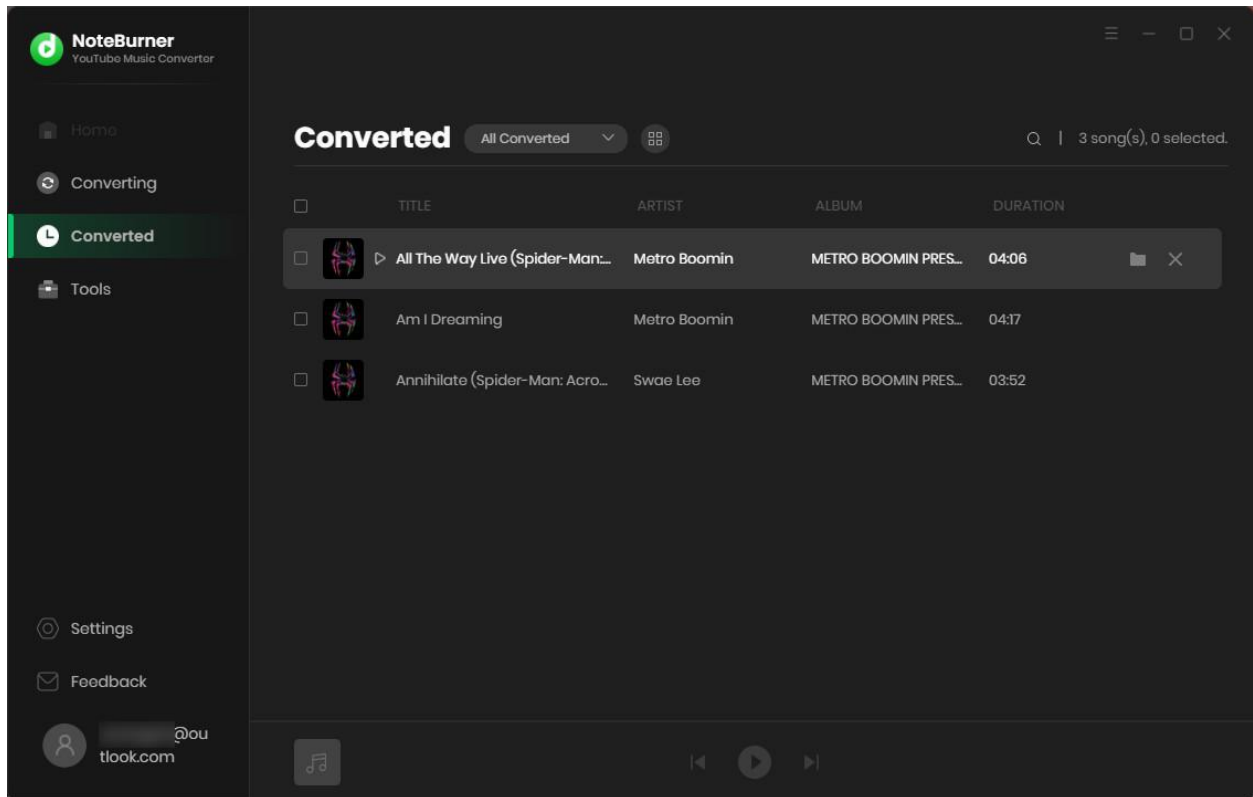 NoteBurner
YouTube Music Converter
Home
Converting
Converted
Tools
Settings
Feedback
@ou
tlook.com
Converted All Converted
3 song(s), 0 selected.
TITLE ARTIST ALBUM DURATION
All The Way Live (Spider-Man:... Metro Boomin METRO BOOMIN PRES... 04:06
Am I Dreaming Metro Boomin METRO BOOMIN PRES... 04:17
Annihilate (Spider-Man: Acro... Swae Lee METRO BOOMIN PRES... 03:52